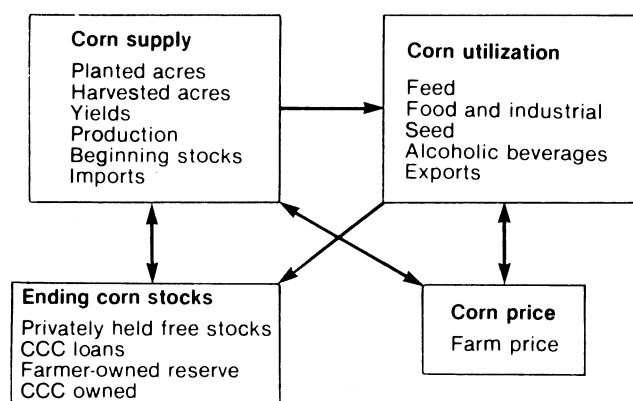 Corn supply
Planted acres
Harvested acres
Yields
Production
Beginning stocks
Imports
Corn utilization
Feed
Food and industrial
Seed
Alcoholic beverages
Exports
Ending corn stocks
Privately held free stocks
CCC loans
Farmer-owned reserve
CCC owned
Corn price
Farm price